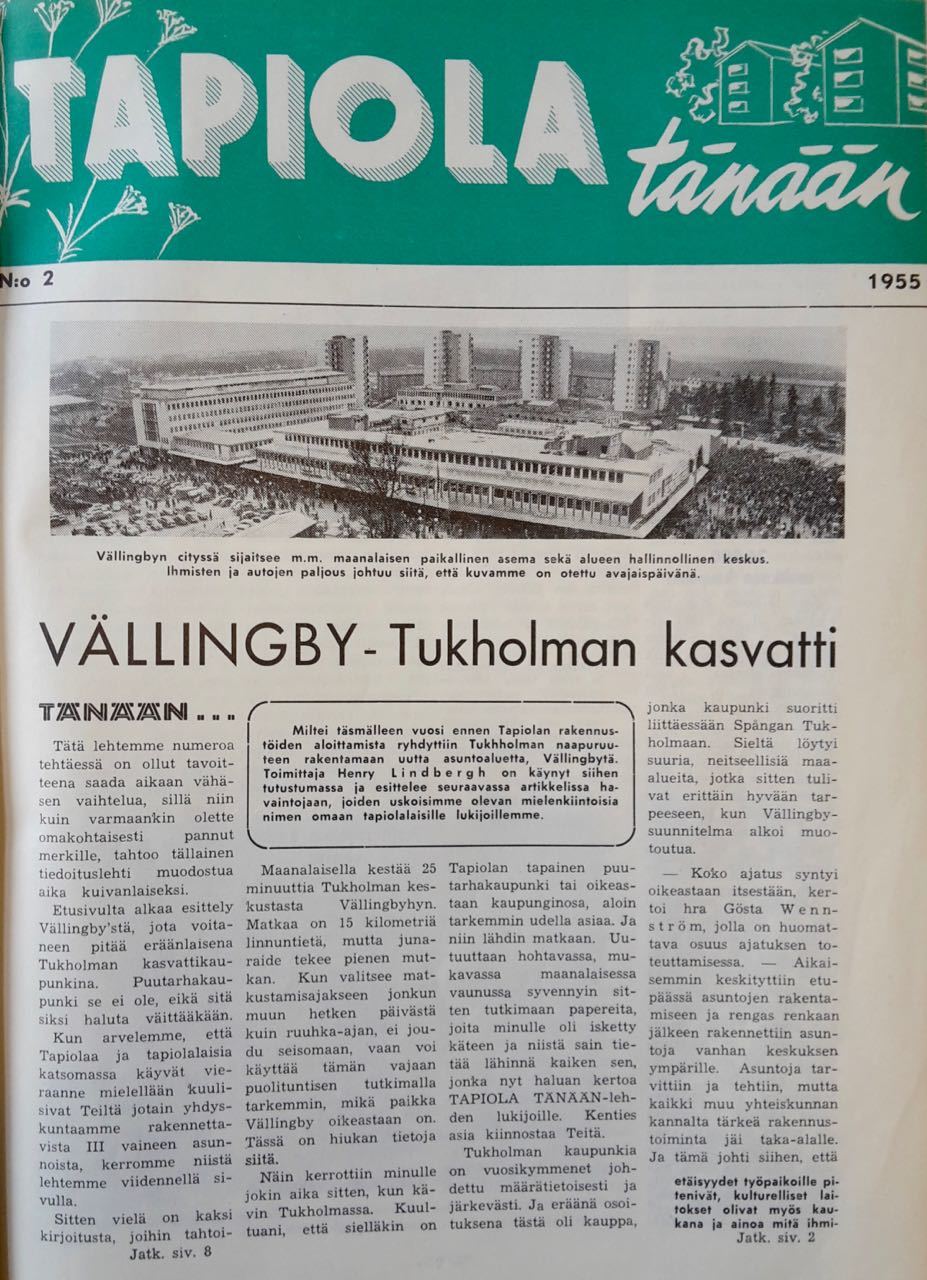 TAPIOLA
tänään
N:o 2
1955
Vällingbyn cityssä sijaitsee m.m. maanalaisen paikallinen asema sekä alueen hallinnollinen keskus.
Ihmisten ja autojen paljous johtuu siitä, että kuvamme on otettu avajaispäivänä.
VÄLLINGBY - Tukholman kasvatti
TÄNÄÄN...
Tätä lehtemme numeroa
tehtäessä on ollut tavoit-
teena saada aikaan vähä-
sen vaihtelua, sillä niin
kuin varmaankin olette
omakohtaisesti pannut
merkille, tahtoo tällainen
tiedoituslehti muodostua
aika kuivanlaiseksi.
Etusivulta alkaa esittely
Vällingby'stä, jota voita-
neen pitää eräänlaisena
Tukholman kasvattikau-
punkina. Puutarhakau-
punki se ei ole, eikä sitä
siksi haluta väittääkään.
Kun arvelemme, että
Tapiolaa ja tapiolalaisia
katsomassa käyvät vie-
raanne mielellään kuuli-
sivat Teiltä jotain yhdys-
kuntaamme rakennetta-
vista III vaineen asun-
noista, kerromme niistä
lehtemme viidennellä si-
vulla.
Sitten vielä on kaksi
kirjoitusta, joihin tahtoi-
Jatk. siv. 8
Miltei täsmälleen vuosi ennen Tapiolan rakennus-
töiden aloittamista ryhdyttiin Tukhholman naapuruu-
teen rakentamaan uutta asuntoaluetta, Vällingbytä.
Toimittaja Henry Lindbergh on käynyt siihen
tutustumassa ja esittelee seuraavassa artikkelissa ha-
vaintojaan, joiden uskoisimme olevan mielenkiintoisia
nimen omaan tapiolalaisille lukijoillemme.
Maanalaisella kestää 25
minuuttia Tukholman kes-
kustasta Vällingbyhyn.
Matkaa on 15 kilometriä
linnuntietä, mutta juna-
raide tekee pienen mut-
kan. Kun valitsee mat-
kustamisajakseen jonkun
muun hetken päivästä
kuin ruuhka-ajan, ei jou-
du seisomaan, vaan voi
käyttää tämän vajaan
puolituntisen tutkimalla
tarkemmin, mikä paikka
Vällingby oikeastaan on.
Tässä on hiukan tietoja
siitä.
Näin kerrottiin minulle
jokin aika sitten, kun kä-
vin Tukholmassa. Kuul-
tuani, että sielläkin on
Tapiolan tapainen puu-
tarhakaupunki tai oikeas-
taan kaupunginosa, aloin
tarkemmin udella asiaa. Ja
niin lähdin matkaan. Uu-
tuuttaan hohtavassa, mu-
kavassa maanalaisessa
vaunussa syvennyin sit-
ten tutkimaan papereita,
joita minulle oli isketty
käteen ja niistä sain tie-
tää lähinnä kaiken sen,
jonka nyt haluan kertoa
TAPIOLA TÄNÄÄN-leh-
den lukijoille. Kenties
asia kiinnostaa Teitä.
Tukholman kaupunkia
on vuosikymmenet joh-
dettu määrätietoisesti ja
järkevästi. Ja eräänä osoi-
tuksena tästä oli kauppa,
jonka kaupunki suoritti
liittäessään Spångan Tuk-
holmaan. Sieltä löytyi
suuria, neitseellisiä maa-
alueita, jotka sitten tuli-
vat erittäin hyvään tar-
peeseen, kun Vällingby-
suunnitelma alkoi muo-
toutua.
— Koko ajatus syntyi
oikeastaan itsestään, ker-
toi hra Gösta Wenn-
ström, jolla on huomat-
tava osuus ajatuksen to-
teuttamisessa. — Aikai-
semmin keskityttiin etu-
päässä asuntojen rakenta-
miseen ja rengas renkaan
jälkeen rakennettiin asun-
toja vanhan keskuksen
ympärille. Asuntoja tar-
vittiin ja tehtiin, mutta
kaikki muu yhteiskunnan
kannalta tärkeä rakennus-
toiminta jäi taka-alalle.
Ja tämä johti siihen, että
etäisyydet työpaikoille pi-
tenivät, kulturelliset lai-
tokset olivat myös kau-
kana ja ainoa mitä ihmi-
Jatk. siv. 2